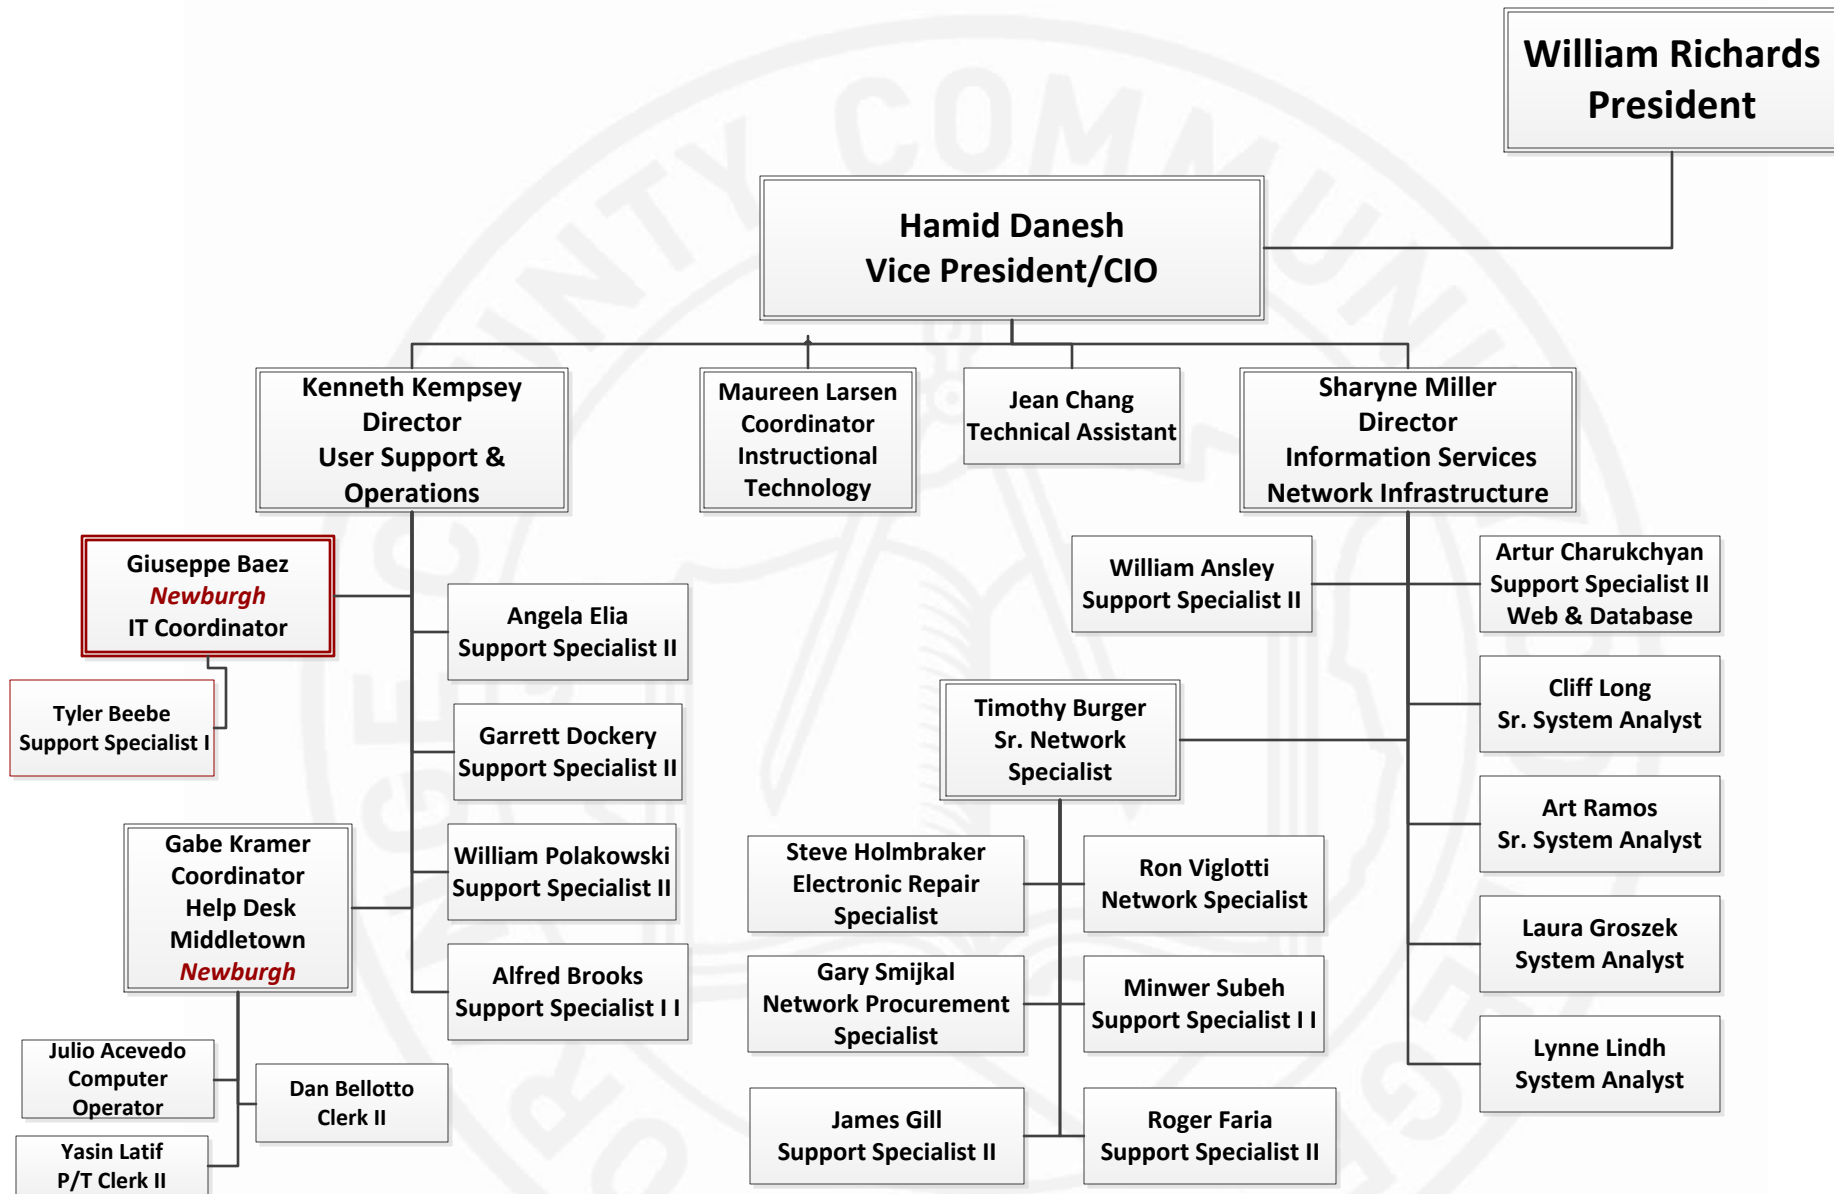 William Richards
President
Hamid Danesh
Vice President/CIO
Kenneth Kempsey
Director
User Support &
Operations
Maureen Larsen
Coordinator
Instructional
Technology
Jean Chang
Technical Assistant
Sharyne Miller
Director
Information Services
Network Infrastructure
Giuseppe Baez
Newburgh
IT Coordinator
Tyler Beebe
Support Specialist I
Angela Elia
Support Specialist II
Garrett Dockery
Support Specialist II
William Polakowski
Support Specialist II
Alfred Brooks
Support Specialist I I
Gabe Kramer
Coordinator
Help Desk
Middletown
Newburgh
Julio Acevedo
Computer
Operator
Dan Bellotto
Clerk II
Yasin Latif
P/T Clerk II
William Ansley
Support Specialist II
Artur Charukchyan
Support Specialist II
Web & Database
Cliff Long
Sr. System Analyst
Art Ramos
Sr. System Analyst
Laura Groszek
System Analyst
Lynne Lindh
System Analyst
Timothy Burger
Sr. Network
Specialist
Steve Holmbraker
Electronic Repair
Specialist
Ron Viglotti
Network Specialist
Gary Smijkal
Network Procurement
Specialist
Minwer Subeh
Support Specialist I I
James Gill
Support Specialist II
Roger Faria
Support Specialist II